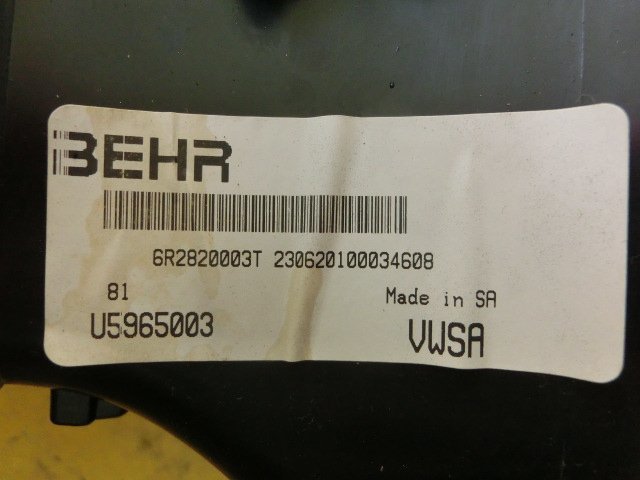 BEHR
6R2820003T 230620100034608
81
Made in SA
U5965003
VWSA